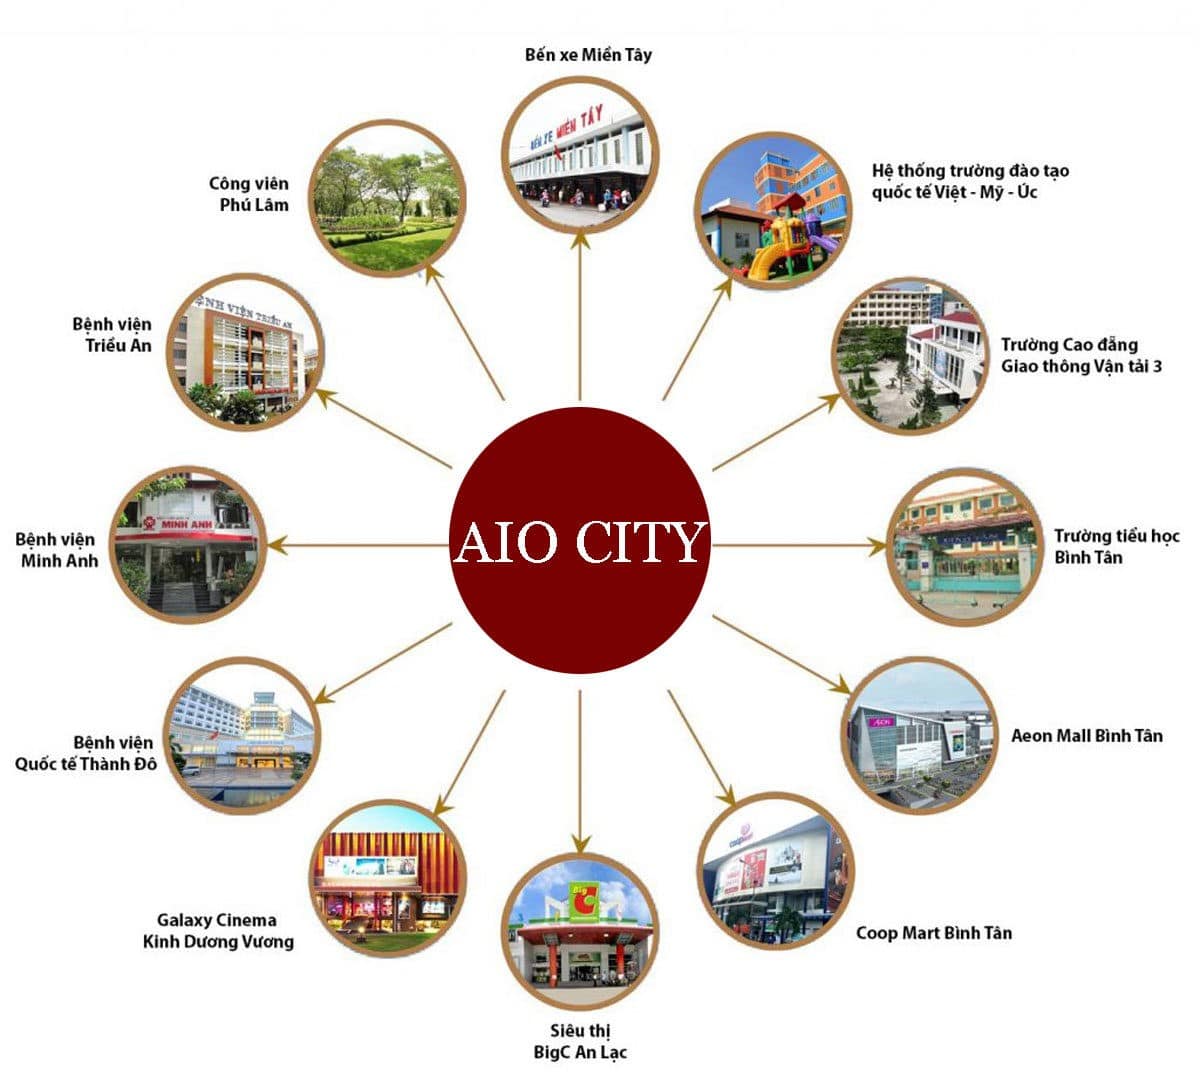 Bến xe Miền Tây
BẾN XE MIỀN TÂY
Công viên
Phú Lâm
Hệ thống trường đào tạo
quốc tế Việt - Mỹ - Úc
Bệnh viện
Triều An
ỆNH VIỆN TRIỀU AN
Trường Cao đẳng
Giao thông Vận tải 3
Bệnh viện
Minh Anh
MINH ANH
AIO CITY
Trường tiểu học
Bình Tân
Bệnh viện
Quốc tế Thành Đô
AEON
Aeon Mall Bình Tân
Galaxy Cinema
Kinh Dương Vương
Big
C
coopmart
Coop Mart Bình Tân
Siêu thị
BigC An Lạc